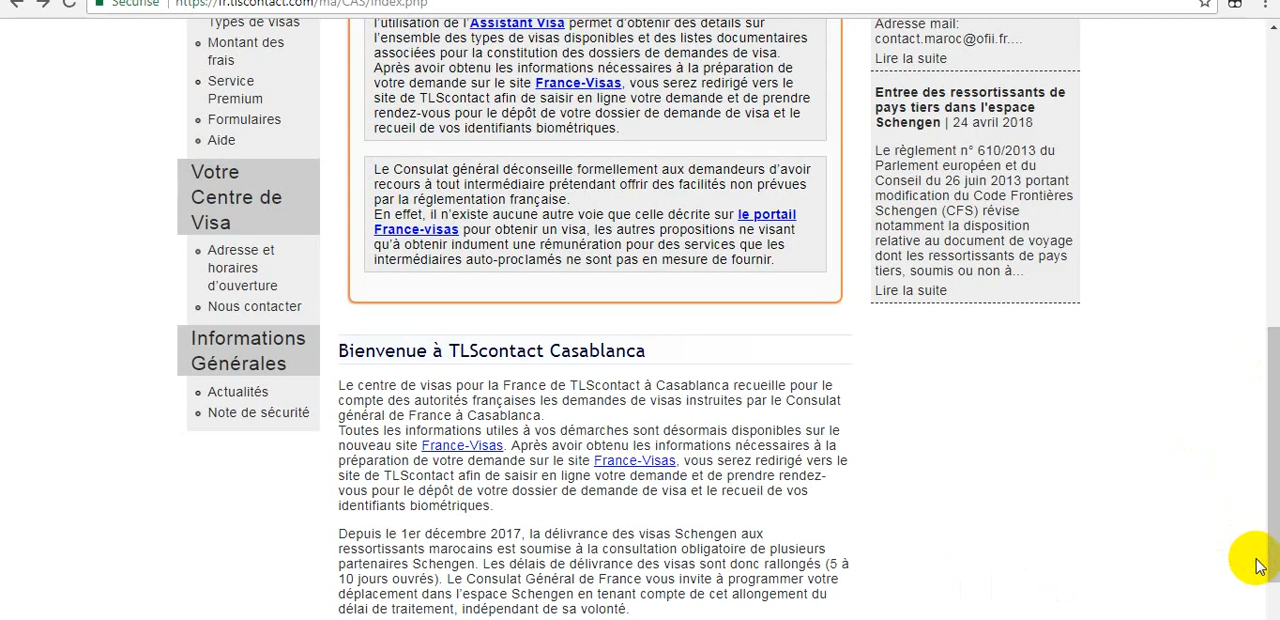 Sécurisé | https://fr.tlscontact.com/ma/CAS/index.php
Types de visas
Montant des
frais
Service
Premium
Formulaires
Aide
Votre
Centre de
Visa
Adresse et
horaires
d'ouverture
Nous contacter
Informations
Générales
Actualités
Note de sécurité
l'utilisation de l'Assistant Visa permet d'obtenir des détails sur
l'ensemble des types de visas disponibles et des listes documentaires
associées pour la constitution des dossiers de demandes de visa.
Après avoir obtenu les informations nécessaires à la préparation de
votre demande sur le site France-Visas, vous serez redirigé vers le
site de TLScontact afin de saisir en ligne votre demande et de prendre
rendez-vous pour le dépôt de votre dossier de demande de visa et le
recueil de vos identifiants biométriques.
Le Consulat général déconseille formellement aux demandeurs d'avoir
recours à tout intermédiaire prétendant offrir des facilités non prévues
par la réglementation française.
En effet, il n'existe aucune autre voie que celle décrite sur le portail
France-visas pour obtenir un visa, les autres propositions ne visant
qu'à obtenir indument une rémunération pour des services que les
intermédiaires auto-proclamés ne sont pas en mesure de fournir.
Bienvenue à TLScontact Casablanca
Le centre de visas pour la France de TLScontact à Casablanca recueille pour le
compte des autorités françaises les demandes de visas instruites par le Consulat
général de France à Casablanca.
Toutes les informations utiles à vos démarches sont désormais disponibles sur le
nouveau site France-Visas. Après avoir obtenu les informations nécessaires à la
préparation de votre demande sur le site France-Visas, vous serez redirigé vers le
site de TLScontact afin de saisir en ligne votre demande et de prendre rendez-
vous pour le dépôt de votre dossier de demande de visa et le recueil de vos
identifiants biométriques.
Depuis le 1er décembre 2017, la délivrance des visas Schengen aux
ressortissants marocains est soumise à la consultation obligatoire de plusieurs
partenaires Schengen. Les délais de délivrance des visas sont donc rallongés (5 à
10 jours ouvrés). Le Consulat Général de France vous invite à programmer votre
déplacement dans l'espace Schengen en tenant compte de cet allongement du
délai de traitement, indépendant de sa volonté.
Adresse mail:
contact.maroc@ofii.fr....
Lire la suite
Entree des ressortissants de
pays tiers dans l'espace
Schengen | 24 avril 2018
Le règlement n° 610/2013 du
Parlement européen et du
Conseil du 26 juin 2013 portant
modification du Code Frontières
Schengen (CFS) révise
notamment la disposition
relative au document de voyage
dont les ressortissants de pays
tiers, soumis ou non à...
Lire la suite